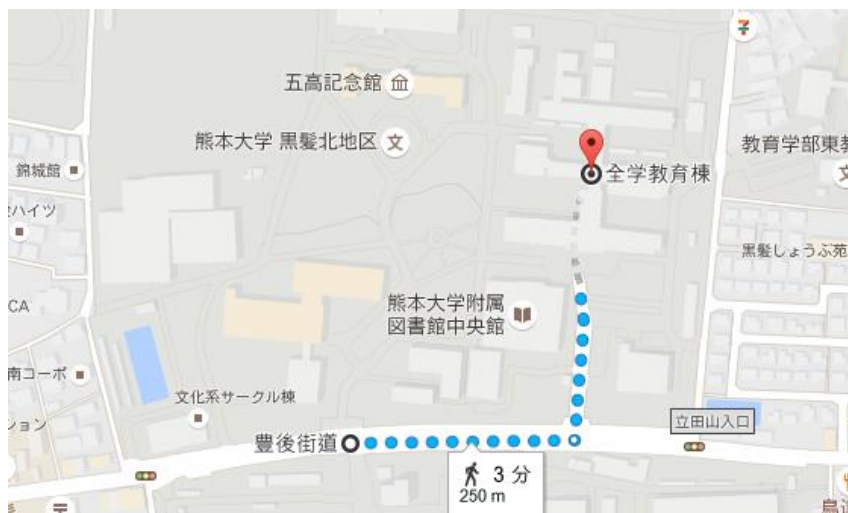 五高記念館
熊本大学 黒髪北地区
文
教育学部東教
錦城館
全学教育棟
文
ハイツ
黒髪しょうぶ苑
CA
熊本大学附属
図書館中央館
南コーポ
文化系サークル棟
ション
豊後街道
立田山入口
3 分
250 m